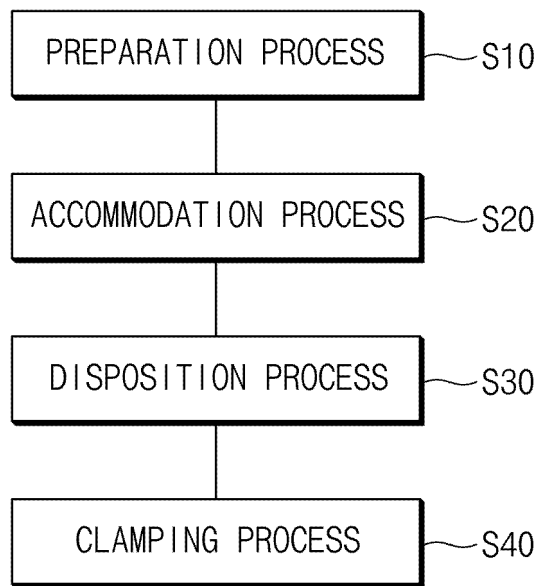 PREPARATION PROCESS S10
ACCOMMODATION PROCESS S20
DISPOSITION PROCESS S30
CLAMPING PROCESS S40